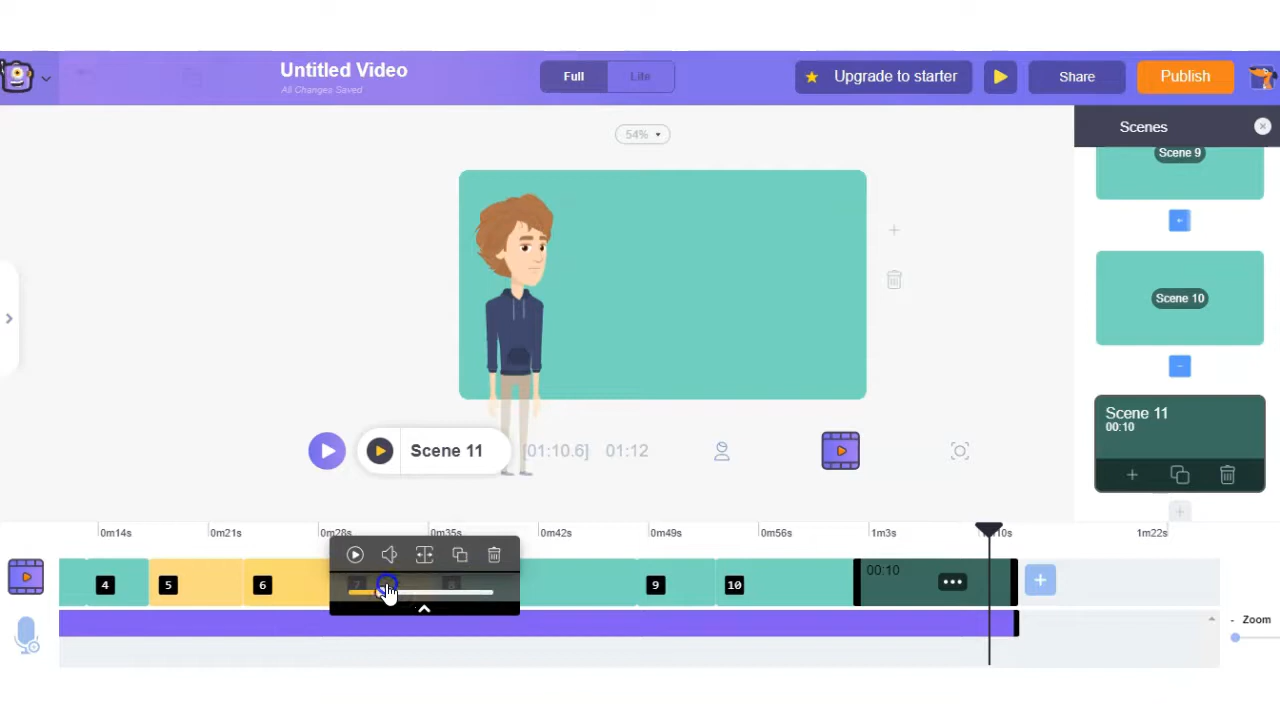 Untitled Video
All Changes Saved
Full
Lite
Upgrade to starter
Share
Publish
54%
Scenes
Scene 9
Scene 10
Scene 11
00:10
Scene 11
[01:10.6]
01:12
0m14s
0m21s
0m28s
0m35s
0m42s
0m49s
0m56s
1m3s
1m22s
4
5
6
7
8
9
10
00:10
- Zoom